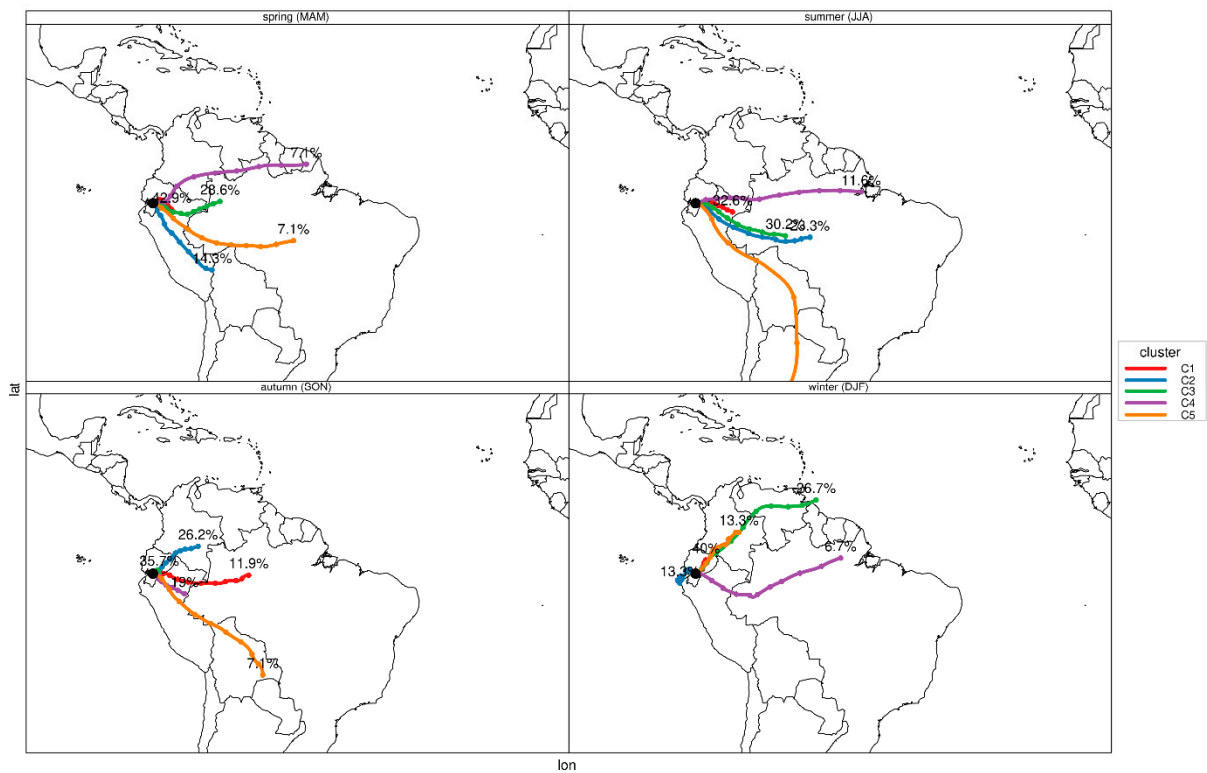 spring (MAM)
summer (JJA)
7.1%
28.6%
42.9%
7.1%
14.3%
11.6%
32.6%
30.2%
23.3%
cluster
C1
C2
C3
C4
C5
lat
autumn (SON)
winter (DJF)
26.2%
35.7%
11.9%
19%
7.1%
26.7%
13.3%
40%
6.7%
13.3%
lon